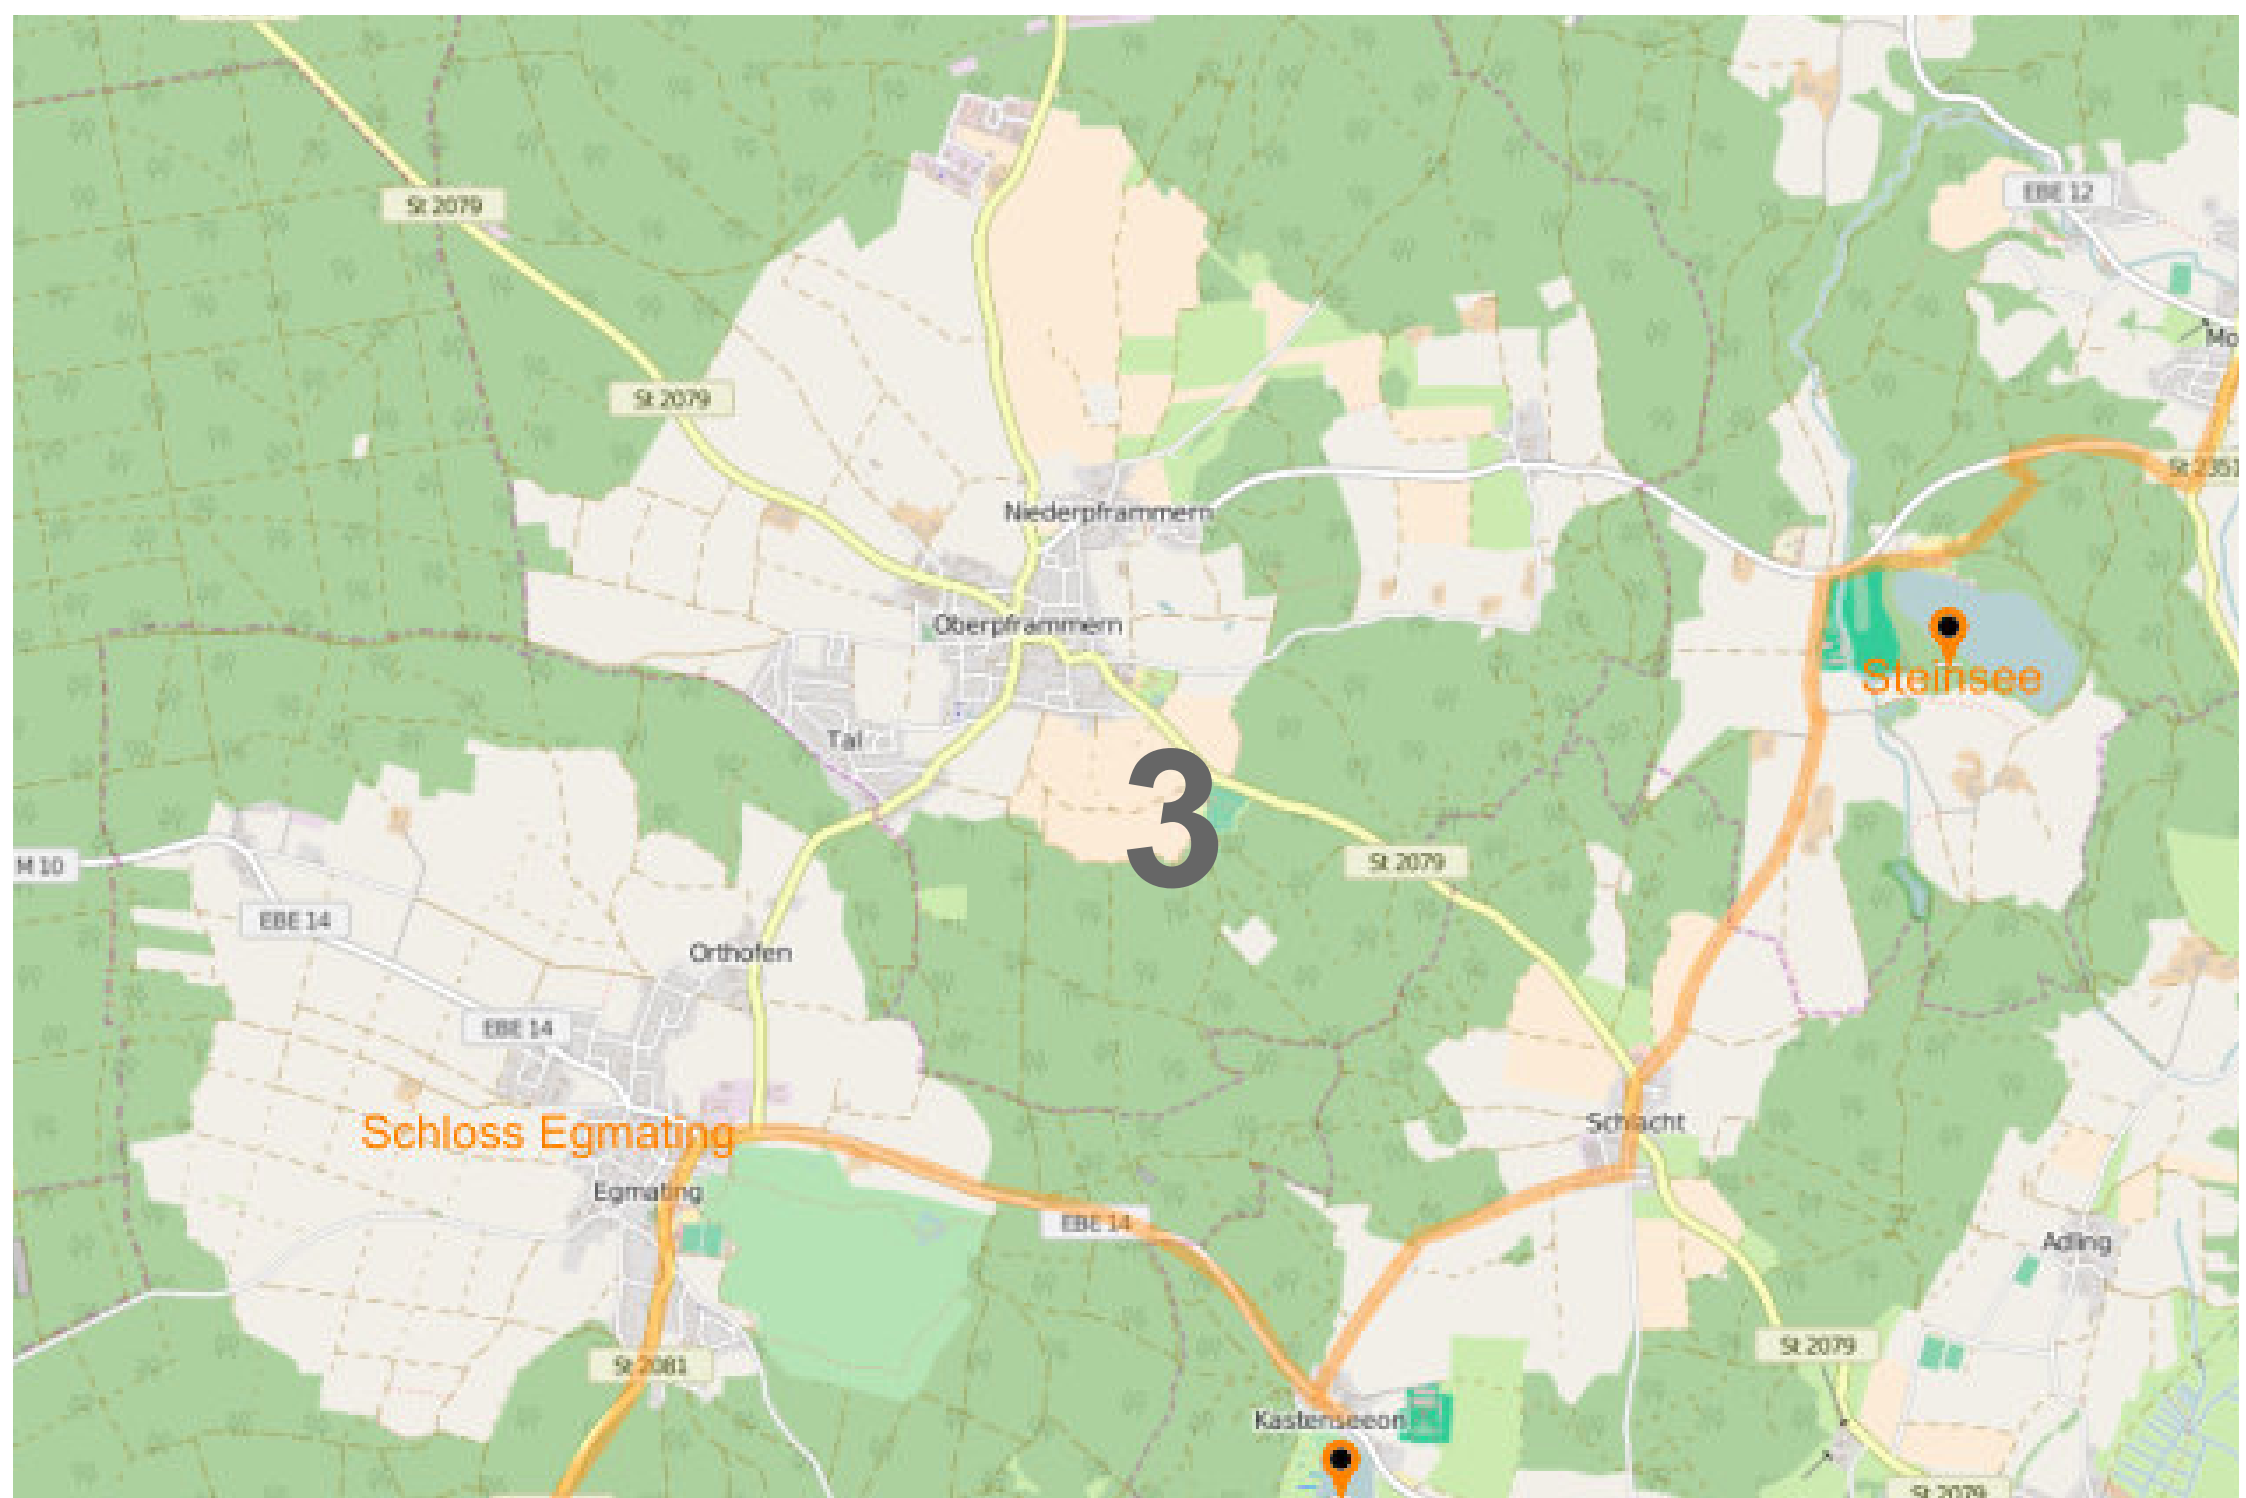 St 2079
EBE 12
St 2079
Mo
St 2351
Niederpframmern
Oberpframmern
Steinsee
Tal
3
M 10
St 2079
EBE 14
Orthofen
EBE 14
Schlacht
Schloss Egmating
Egmating
EBE 14
Adling
St 2079
St 2081
Kastenseeon
St 2079